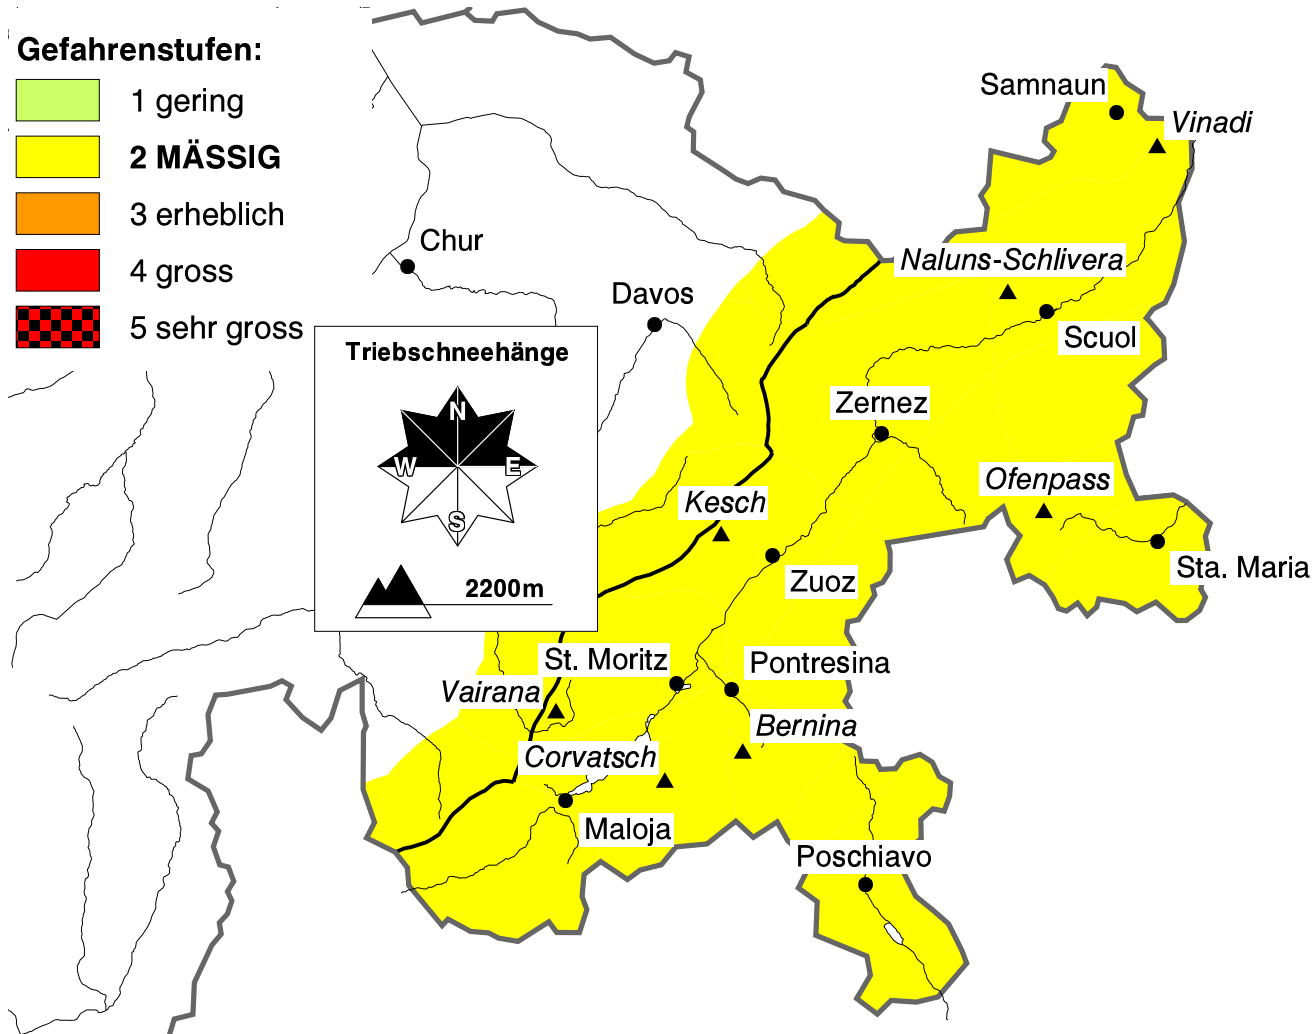 Gefahrenstufen:
1 gering
2 MÄSSIG
3 erheblich
4 gross
5 sehr gross
Samnaun
Vinadi
Chur
Naluns-Schlivera
Davos
Scuol
Triebschneehänge
N
W E
S
2200m
Zernez
Ofenpass
Kesch
Sta. Maria
Zuoz
St. Moritz
Pontresina
Vairana
Bernina
Corvatsch
Maloja
Poschiavo